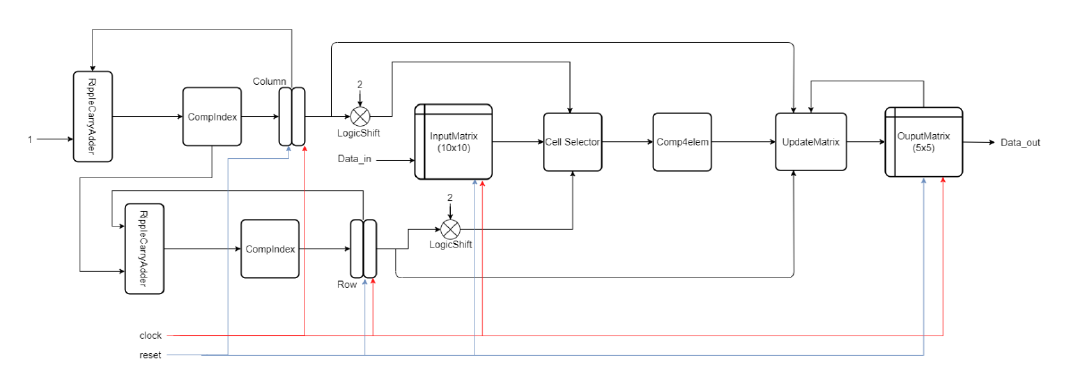 Column
2
RippleCarryAdder
CompIndex
InputMatrix
(10x10)
OuputMatrix
(5x5)
1
LogicShift
Cell Selector
Comp4elem
UpdateMatrix
Data_out
Data_in
2
RippleCarryAdder
CompIndex
LogicShift
Row
clock
reset